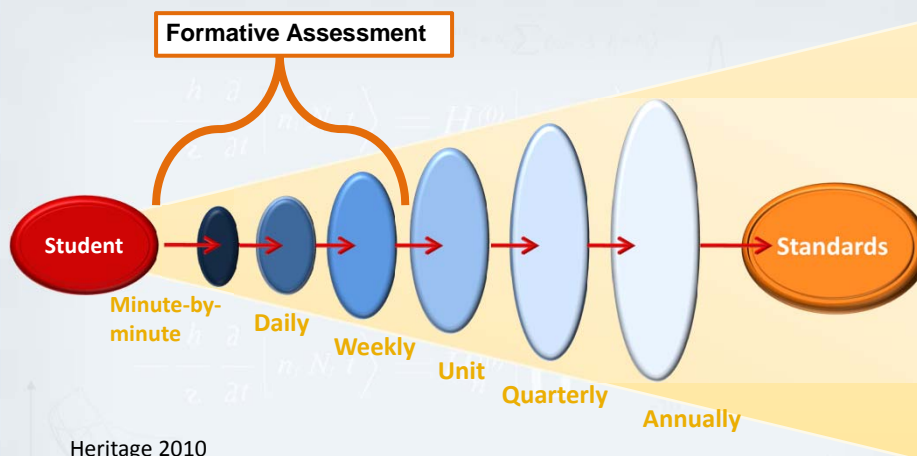 Formative Assessment
Student
Standards
Minute-by-
minute
Daily
Weekly
Unit
Quarterly
Annually
Heritage 2010